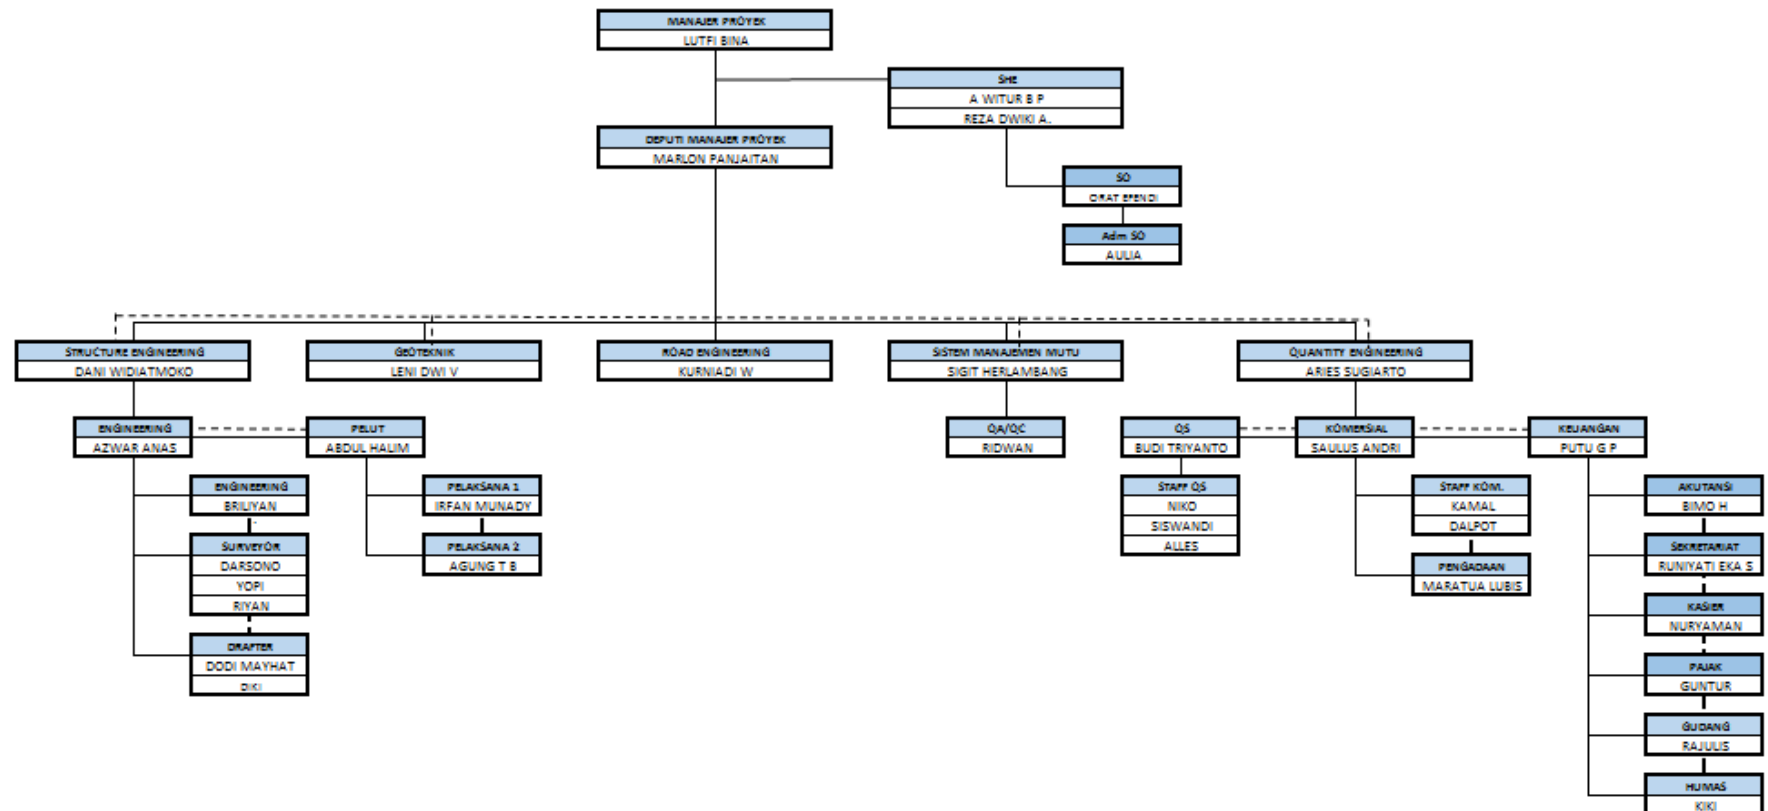 MANAJER PROYEK
LUTFI BINA
SHE
A WITUR B P
REZA DWIKI A.
DEPUTI MANAJER PROYEK
MARLON PANJAITAN
SO
ORAT EFENDI
Adm SO
AULIA
STRUCTURE ENGINEERING
DANI WIDIATMOKO
GEOTEKNIK
LENI DWI V
ROAD ENGINEERING
KURNIADI W
SISTEM MANAJEMEN MUTU
SIGIT HERLAMBANG
QUANTITY ENGINEERING
ARIES SUGIARTO
ENGINEERING
AZWAR ANAS
PELUT
ABDUL HALIM
QA/QC
RIDWAN
QS
BUDI TRIYANTO
KOMERSIAL
SAULUS ANDRI
KEUANGAN
PUTU G P
ENGINEERING
BRILIYAN
SURVEYOR
DARSONO
YOPI
RIYAN
DRAFTER
DODI MAYHAT
DIKI
PELAKSANA 1
IRFAN MUNADY
PELAKSANA 2
AGUNG T B
STAFF QS
NIKO
SISWANDI
ALLES
STAFF KOM.
KAMAL
DALPOT
PENGADAAN
MARATUA LUBIS
AKUTANSI
BIMO H
SEKRETARIAT
RUNIYATI EKA S
KASIER
NURYAMAN
PAJAK
GUNTUR
GUDANG
RAJULIS
HUMAS
KIKI